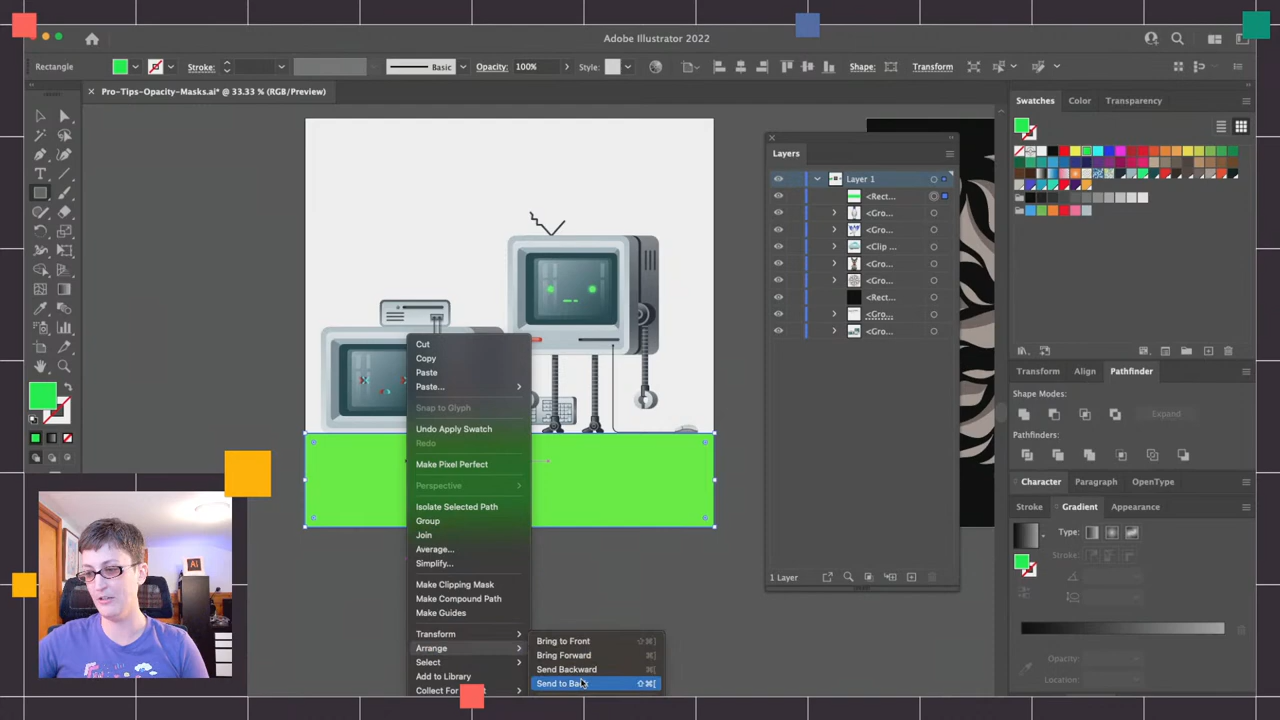 Adobe Illustrator 2022
Rectangle
Stroke:
Basic
Opacity:
100%
Style:
Shape:
Transform
Pro-Tips-Opacity-Masks.ai* @ 33.33 % (RGB/Preview)
Swatches
Color
Transparency
Layers
Layer 1
<Rect...
<Gro...
<Gro...
<Clip ...
<Gro...
<Gro...
<Rect...
<Gro...
<Gro...
1 Layer
Cut
Copy
Paste
Paste...
Snap to Glyph
Undo Apply Swatch
Redo
Make Pixel Perfect
Perspective
Isolate Selected Path
Group
Join
Average...
Simplify...
Make Clipping Mask
Make Compound Path
Make Guides
Transform
Arrange
Select
Add to Library
Collect For
Bring to Front ⇧⌘]
Bring Forward ⌘]
Send Backward ⌘[
Send to Back ⇧⌘[
Transform
Align
Pathfinder
Shape Modes:
Expand
Pathfinders:
Character
Paragraph
OpenType
Stroke
Gradient
Appearance
Type:
Stroke:
Opacity:
Location:
Ai